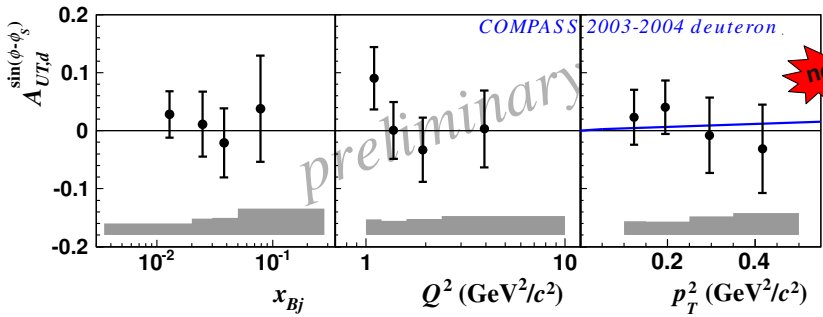 COMPASS 2003-2004 deuteron
preliminary
A_{UT,d}^{sin(ϕ-ϕ_S)}
0.2
0.1
0
-0.1
-0.2
10^{-2} 10^{-1} 1 10 0.2 0.4
x_{Bj} Q^2 (GeV^2/c^2) p_T^2 (GeV^2/c^2)